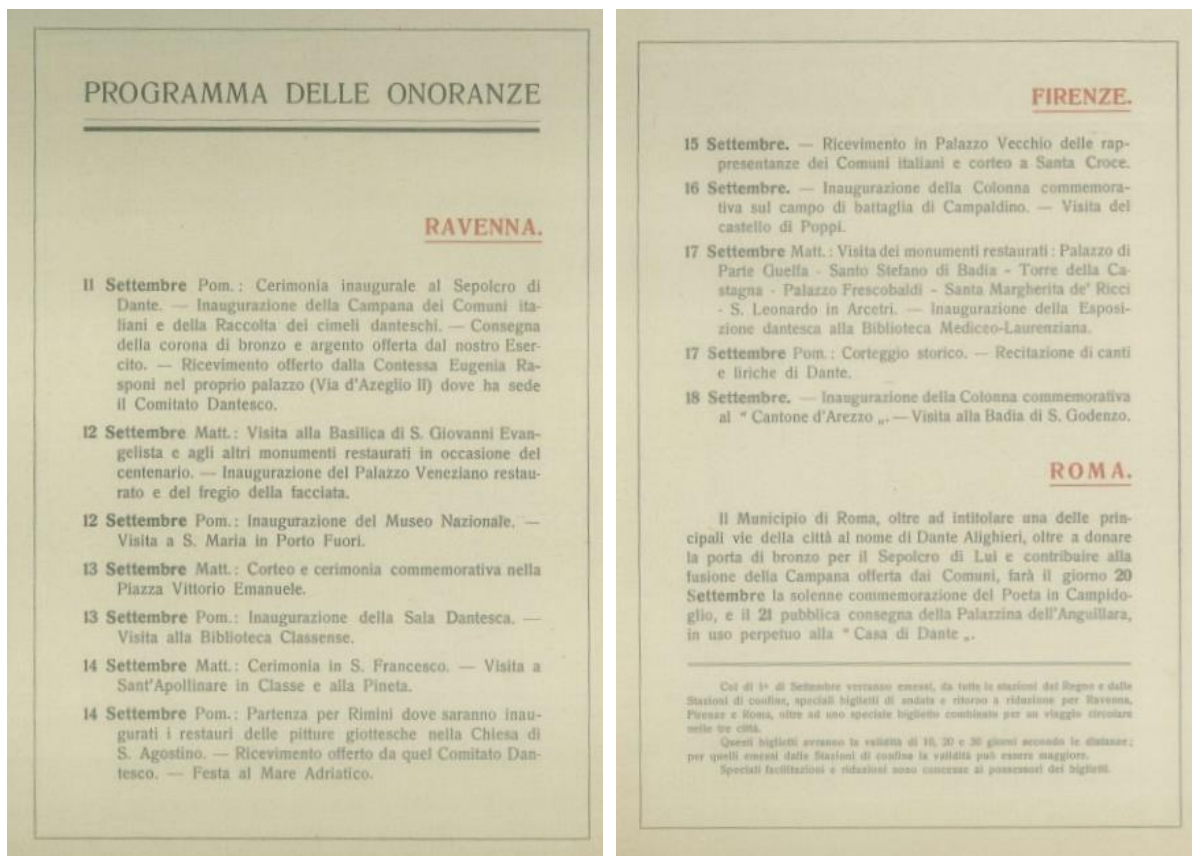 PROGRAMMA DELLE ONORANZE
RAVENNA.
11 Settembre Pom.: Cerimonia inaugurale al Sepolcro di
Dante. — Inaugurazione della Campana dei Comuni ita-
liani e della Raccolta dei cimeli danteschi. — Consegna
della corona di bronzo e argento offerta dal nostro Eser-
cito. — Ricevimento offerto dalla Contessa Eugenia Ra-
sponi nel proprio palazzo (Via d'Azeglio 11) dove ha sede
il Comitato Dantesco.
12 Settembre Matt.: Visita alla Basilica di S. Giovanni Evan-
gelista e agli altri monumenti restaurati in occasione del
centenario. — Inaugurazione del Palazzo Veneziano restau-
rato e del fregio della facciata.
12 Settembre Pom.: Inaugurazione del Museo Nazionale. —
Visita a S. Maria in Porto Fuori.
13 Settembre Matt.: Corteo e cerimonia commemorativa nella
Piazza Vittorio Emanuele.
13 Settembre Pom.: Inaugurazione della Sala Dantesca. —
Visita alla Biblioteca Classense.
14 Settembre Matt.: Cerimonia in S. Francesco. — Visita a
Sant'Apollinare in Classe e alla Pineta.
14 Settembre Pom.: Partenza per Rimini dove saranno inau-
gurati i restauri delle pitture giottesche nella Chiesa di
S. Agostino. — Ricevimento offerto da quel Comitato Dan-
tesco. — Festa al Mare Adriatico.
FIRENZE.
15 Settembre. — Ricevimento in Palazzo Vecchio delle rap-
presentanze dei Comuni italiani e corteo a Santa Croce.
16 Settembre. — Inaugurazione della Colonna commemora-
tiva sul campo di battaglia di Campaldino. — Visita del
castello di Poppi.
17 Settembre Matt.: Visita dei monumenti restaurati: Palazzo di
Parte Guelfa - Santo Stefano di Badia - Torre della Ca-
stagna - Palazzo Frescobaldi - Santa Margherita de' Ricci
- S. Leonardo in Arcetri. — Inaugurazione della Esposi-
zione dantesca alla Biblioteca Mediceo-Laurenziana.
17 Settembre Pom.: Corteggio storico. — Recitazione di canti
e liriche di Dante.
18 Settembre. — Inaugurazione della Colonna commemorativa
al " Cantone d'Arezzo „. — Visita alla Badia di S. Godenzo.
ROMA.
Il Municipio di Roma, oltre ad intitolare una delle prin-
cipali vie della città al nome di Dante Alighieri, oltre a donare
la porta di bronzo per il Sepolcro di Lui e contribuire alla
fusione della Campana offerta dai Comuni, farà il giorno 20
Settembre la solenne commemorazione del Poeta in Campido-
glio, e il 21 pubblica consegna della Palazzina dell'Anguillara,
in uso perpetuo alla " Casa di Dante „.
Col dì 1° di Settembre verranno emessi, da tutte le stazioni del Regno e dalle
Stazioni di confine, speciali biglietti di andata e ritorno a riduzione per Ravenna,
Firenze e Roma, oltre ad uno speciale biglietto combinato per un viaggio circolare
nelle tre città.
Questi biglietti avranno la validità di 10, 20 e 30 giorni secondo le distanze;
per quelli emessi dalle Stazioni di confine la validità può essere maggiore.
Speciali facilitazioni e riduzioni sono concesse ai possessori dei biglietti.